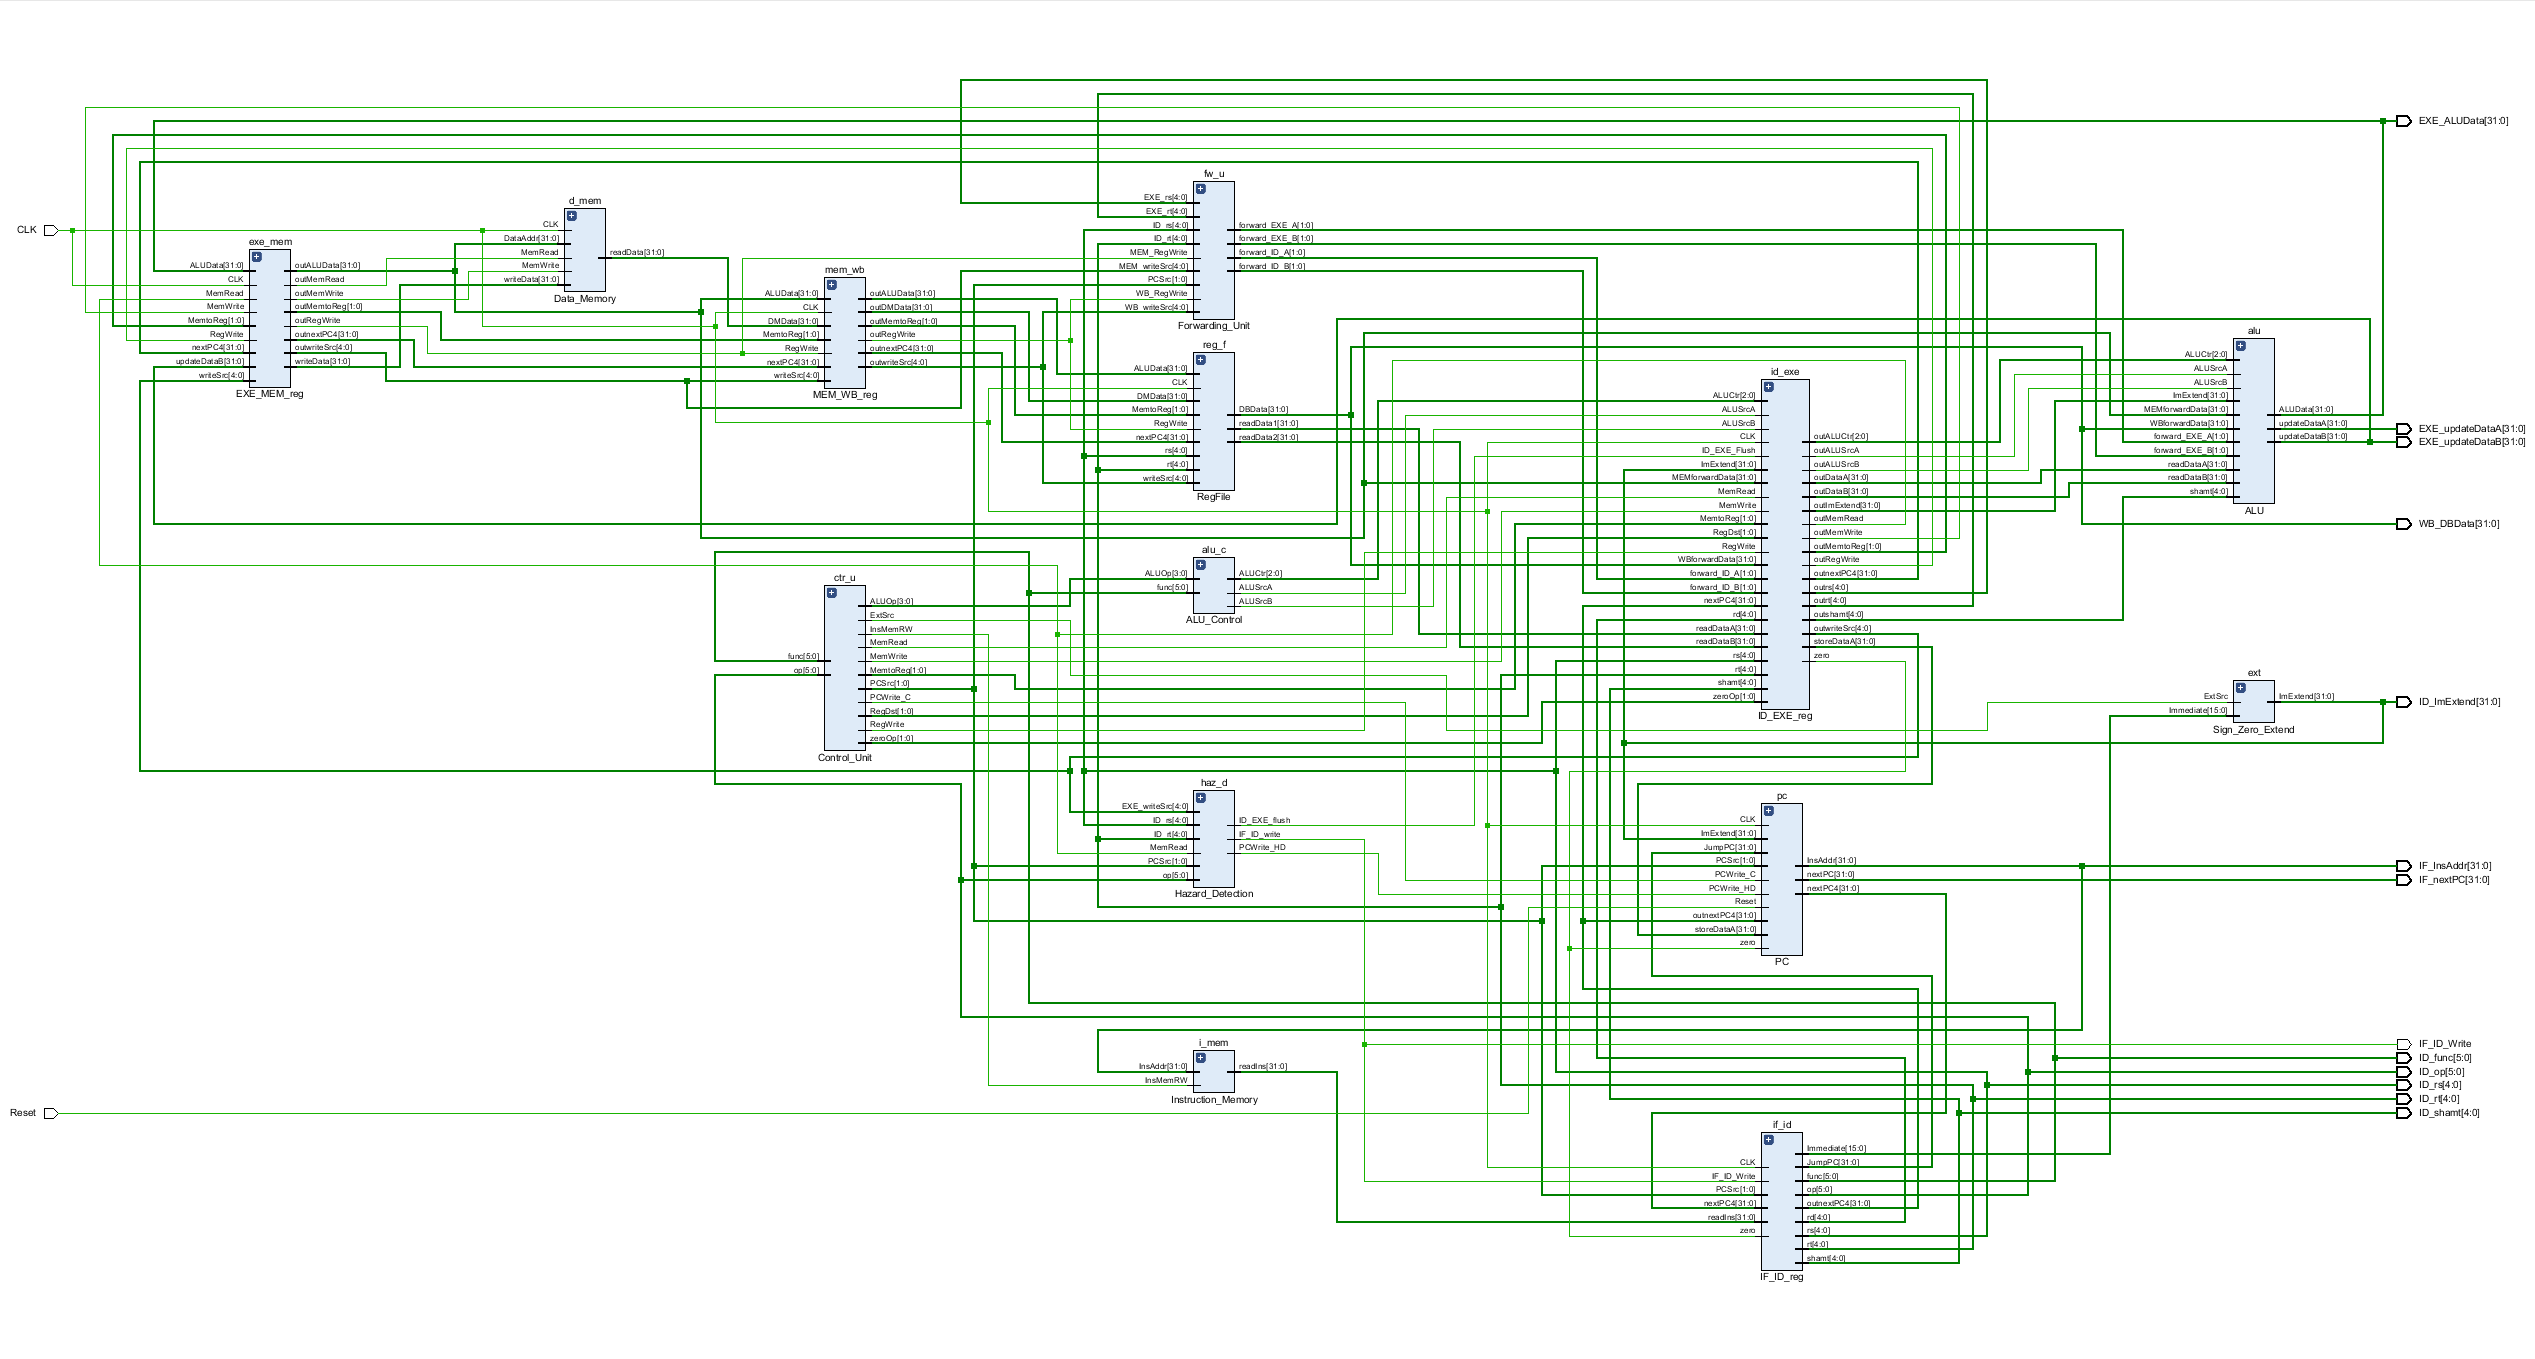 CLK
Reset
exe_mem
ALUData[31:0]
CLK
MemRead
MemWrite
MemtoReg[1:0]
RegWrite
nextPC4[31:0]
updateDataB[31:0]
writeSrc[4:0]
outALUData[31:0]
outMemRead
outMemWrite
outMemtoReg[1:0]
outRegWrite
outnextPC4[31:0]
outwriteSrc[4:0]
writeData[31:0]
EXE_MEM_reg
d_mem
CLK
DataAddr[31:0]
MemRead
MemWrite
writeData[31:0]
readData[31:0]
Data_Memory
mem_wb
ALUData[31:0]
CLK
DMData[31:0]
MemtoReg[1:0]
RegWrite
nextPC4[31:0]
writeSrc[4:0]
outALUData[31:0]
outDMData[31:0]
outMemtoReg[1:0]
outRegWrite
outnextPC4[31:0]
outwriteSrc[4:0]
MEM_WB_reg
ctr_u
func[5:0]
op[5:0]
ALUOp[3:0]
ExtSrc
InsMemRW
MemRead
MemWrite
MemtoReg[1:0]
PCSrc[1:0]
PCWrite_C
RegDst[1:0]
RegWrite
zeroOp[1:0]
Control_Unit
fw_u
EXE_rs[4:0]
EXE_rt[4:0]
ID_rs[4:0]
ID_rt[4:0]
MEM_RegWrite
MEM_writeSrc[4:0]
PCSrc[1:0]
WB_RegWrite
WB_writeSrc[4:0]
forward_EXE_A[1:0]
forward_EXE_B[1:0]
forward_ID_A[1:0]
forward_ID_B[1:0]
Forwarding_Unit
reg_f
ALUData[31:0]
CLK
DMData[31:0]
MemtoReg[1:0]
RegWrite
nextPC4[31:0]
rs[4:0]
rt[4:0]
writeSrc[4:0]
DBData[31:0]
readData1[31:0]
readData2[31:0]
RegFile
alu_c
ALUOp[3:0]
func[5:0]
ALUCtr[2:0]
ALUSrcA
ALUSrcB
ALU_Control
haz_d
EXE_writeSrc[4:0]
ID_rs[4:0]
ID_rt[4:0]
MemRead
PCSrc[1:0]
op[5:0]
ID_EXE_flush
IF_ID_write
PCWrite_HD
Hazard_Detection
i_mem
InsAddr[31:0]
InsMemRW
readIns[31:0]
Instruction_Memory
id_exe
ALUCtr[2:0]
ALUSrcA
ALUSrcB
CLK
ID_EXE_Flush
ImExtend[31:0]
MEMforwardData[31:0]
MemRead
MemWrite
MemtoReg[1:0]
RegDst[1:0]
RegWrite
WBforwardData[31:0]
forward_ID_A[1:0]
forward_ID_B[1:0]
nextPC4[31:0]
rd[4:0]
readDataA[31:0]
readDataB[31:0]
rs[4:0]
rt[4:0]
shamt[4:0]
zeroOp[1:0]
outALUCtr[2:0]
outALUSrcA
outALUSrcB
outDataA[31:0]
outDataB[31:0]
outImExtend[31:0]
outMemRead
outMemWrite
outMemtoReg[1:0]
outRegWrite
outnextPC4[31:0]
outrs[4:0]
outrt[4:0]
outshamt[4:0]
outwriteSrc[4:0]
storeDataA[31:0]
zero
ID_EXE_reg
pc
CLK
ImExtend[31:0]
JumpPC[31:0]
PCSrc[1:0]
PCWrite_C
PCWrite_HD
Reset
outnextPC4[31:0]
storeDataA[31:0]
zero
InsAddr[31:0]
nextPC[31:0]
nextPC4[31:0]
PC
if_id
CLK
IF_ID_Write
PCSrc[1:0]
nextPC4[31:0]
readIns[31:0]
zero
Immediate[15:0]
JumpPC[31:0]
func[5:0]
op[5:0]
outnextPC4[31:0]
rd[4:0]
rs[4:0]
rt[4:0]
shamt[4:0]
IF_ID_reg
alu
ALUCtr[2:0]
ALUSrcA
ALUSrcB
ImExtend[31:0]
MEMforwardData[31:0]
WBforwardData[31:0]
forward_EXE_A[1:0]
forward_EXE_B[1:0]
readDataA[31:0]
readDataB[31:0]
shamt[4:0]
ALUData[31:0]
updateDataA[31:0]
updateDataB[31:0]
ALU
ext
ExtSrc
Immediate[15:0]
ImExtend[31:0]
Sign_Zero_Extend
EXE_ALUData[31:0]
EXE_updateDataA[31:0]
EXE_updateDataB[31:0]
WB_DBData[31:0]
ID_ImExtend[31:0]
IF_InsAddr[31:0]
IF_nextPC[31:0]
IF_ID_Write
ID_func[5:0]
ID_op[5:0]
ID_rs[4:0]
ID_rt[4:0]
ID_shamt[4:0]